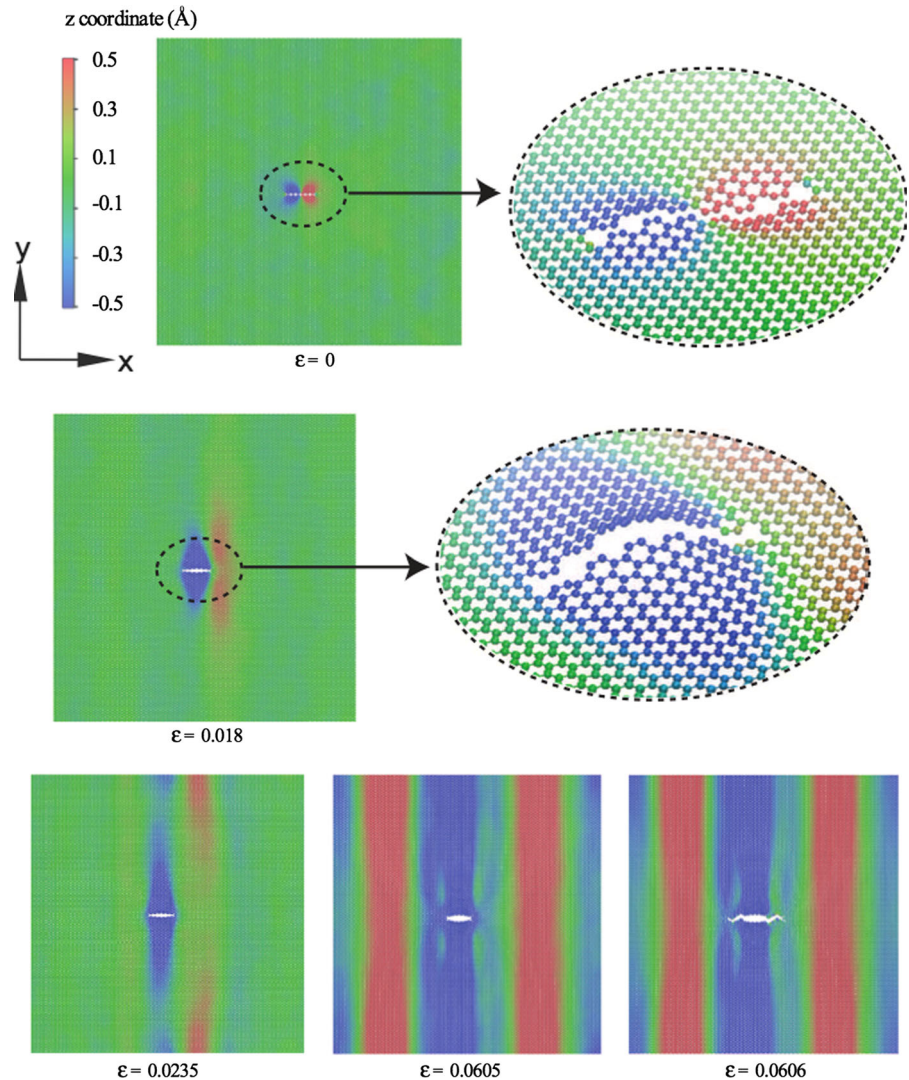 z coordinate (Å)
0.5
0.3
0.1
-0.1
-0.3
-0.5
y
x
ε = 0
ε = 0.018
ε = 0.0235
ε = 0.0605
ε = 0.0606